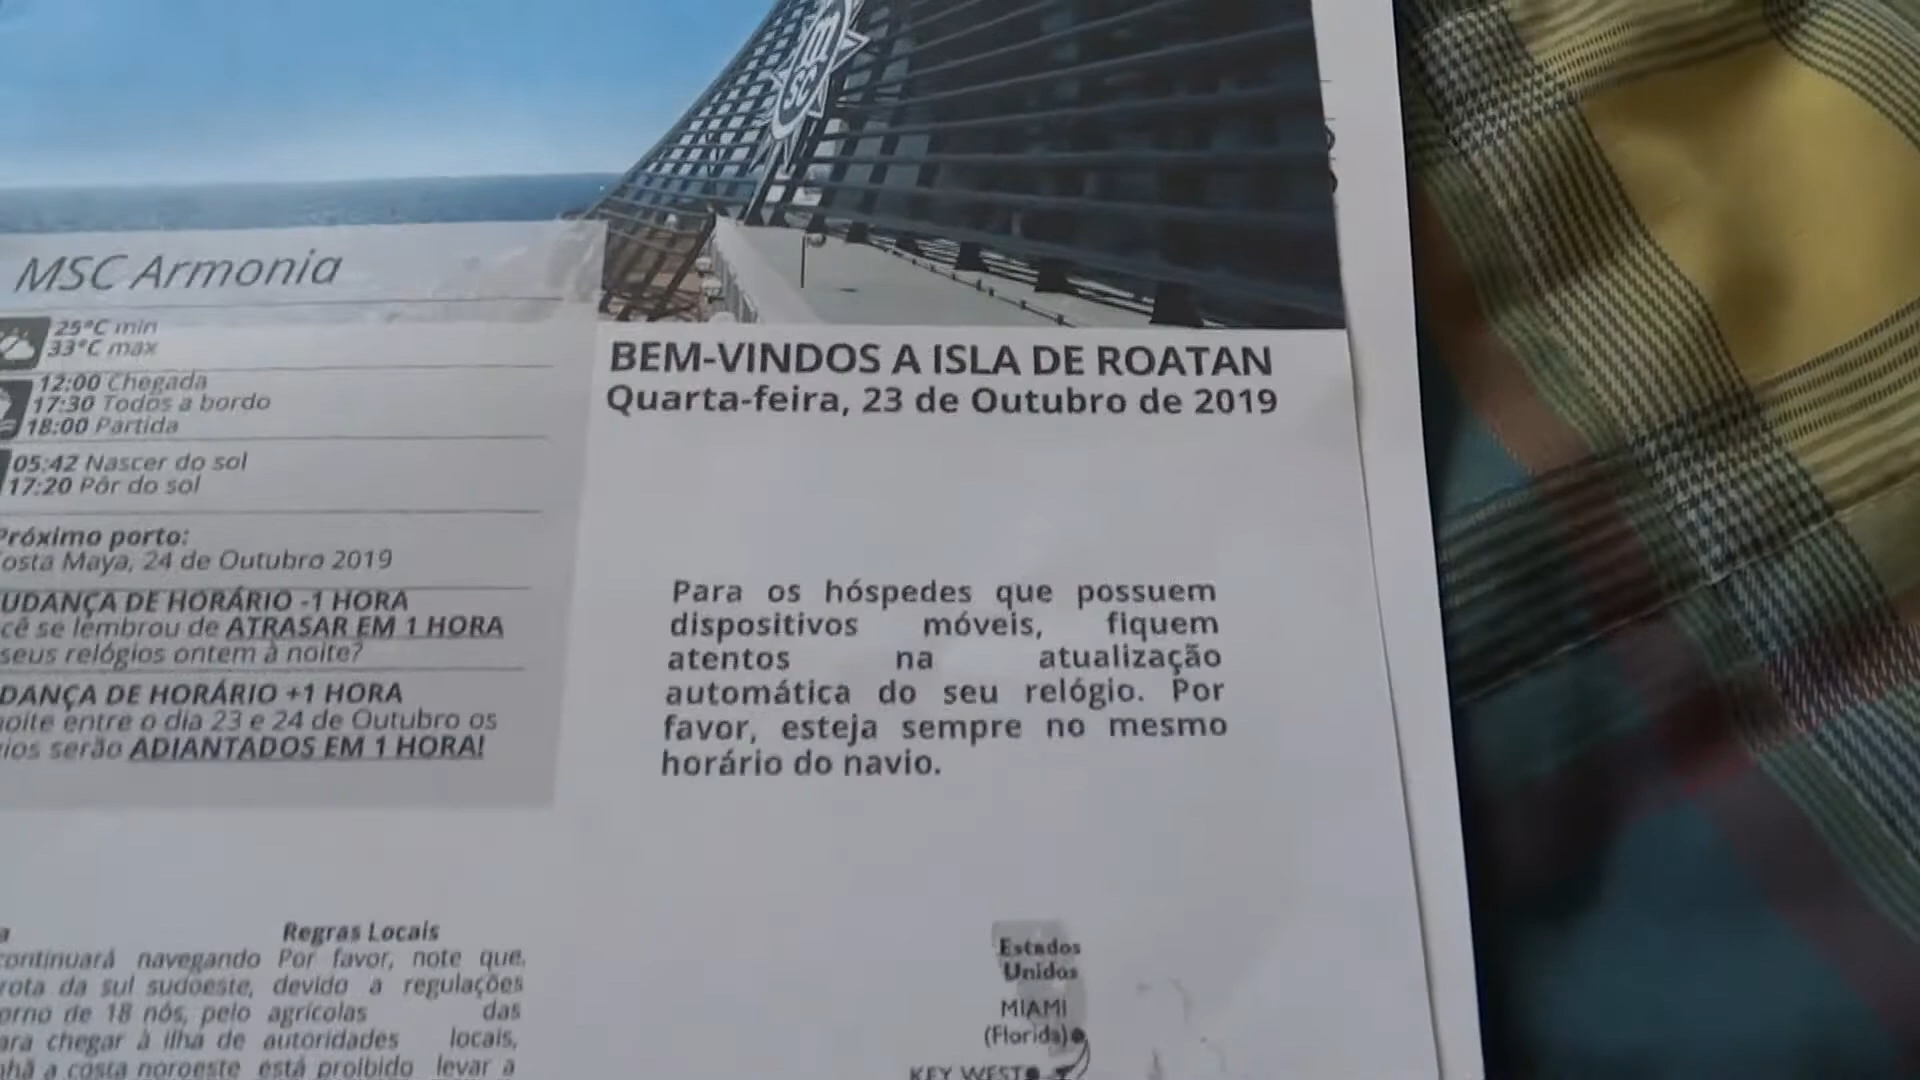 MSC
MSC Armonia
25°C min
33°C max
12:00 Chegada
17:30 Todos a bordo
18:00 Partida
05:42 Nascer do sol
17:20 Pôr do sol
Próximo porto:
osta Maya, 24 de Outubro 2019
UDANÇA DE HORÁRIO -1 HORA
cê se lembrou de ATRASAR EM 1 HORA
seus relógios ontem à noite?
DANÇA DE HORÁRIO +1 HORA
noite entre o dia 23 e 24 de Outubro os
ios serão ADIANTADOS EM 1 HORA!
BEM-VINDOS A ISLA DE ROATAN
Quarta-feira, 23 de Outubro de 2019
Para os hóspedes que possuem
dispositivos móveis, fiquem
atentos na atualização
automática do seu relógio. Por
favor, esteja sempre no mesmo
horário do navio.
a
continuará navegando
rota da sul sudoeste,
orno de 18 nós, pelo
ara chegar à ilha de
nhã a costa noroeste
Regras Locais
Por favor, note que,
devido a regulações
agrícolas das
autoridades locais,
está proibido levar a
Estados
Unidos
MIAMI
(Florida)
KEY WEST